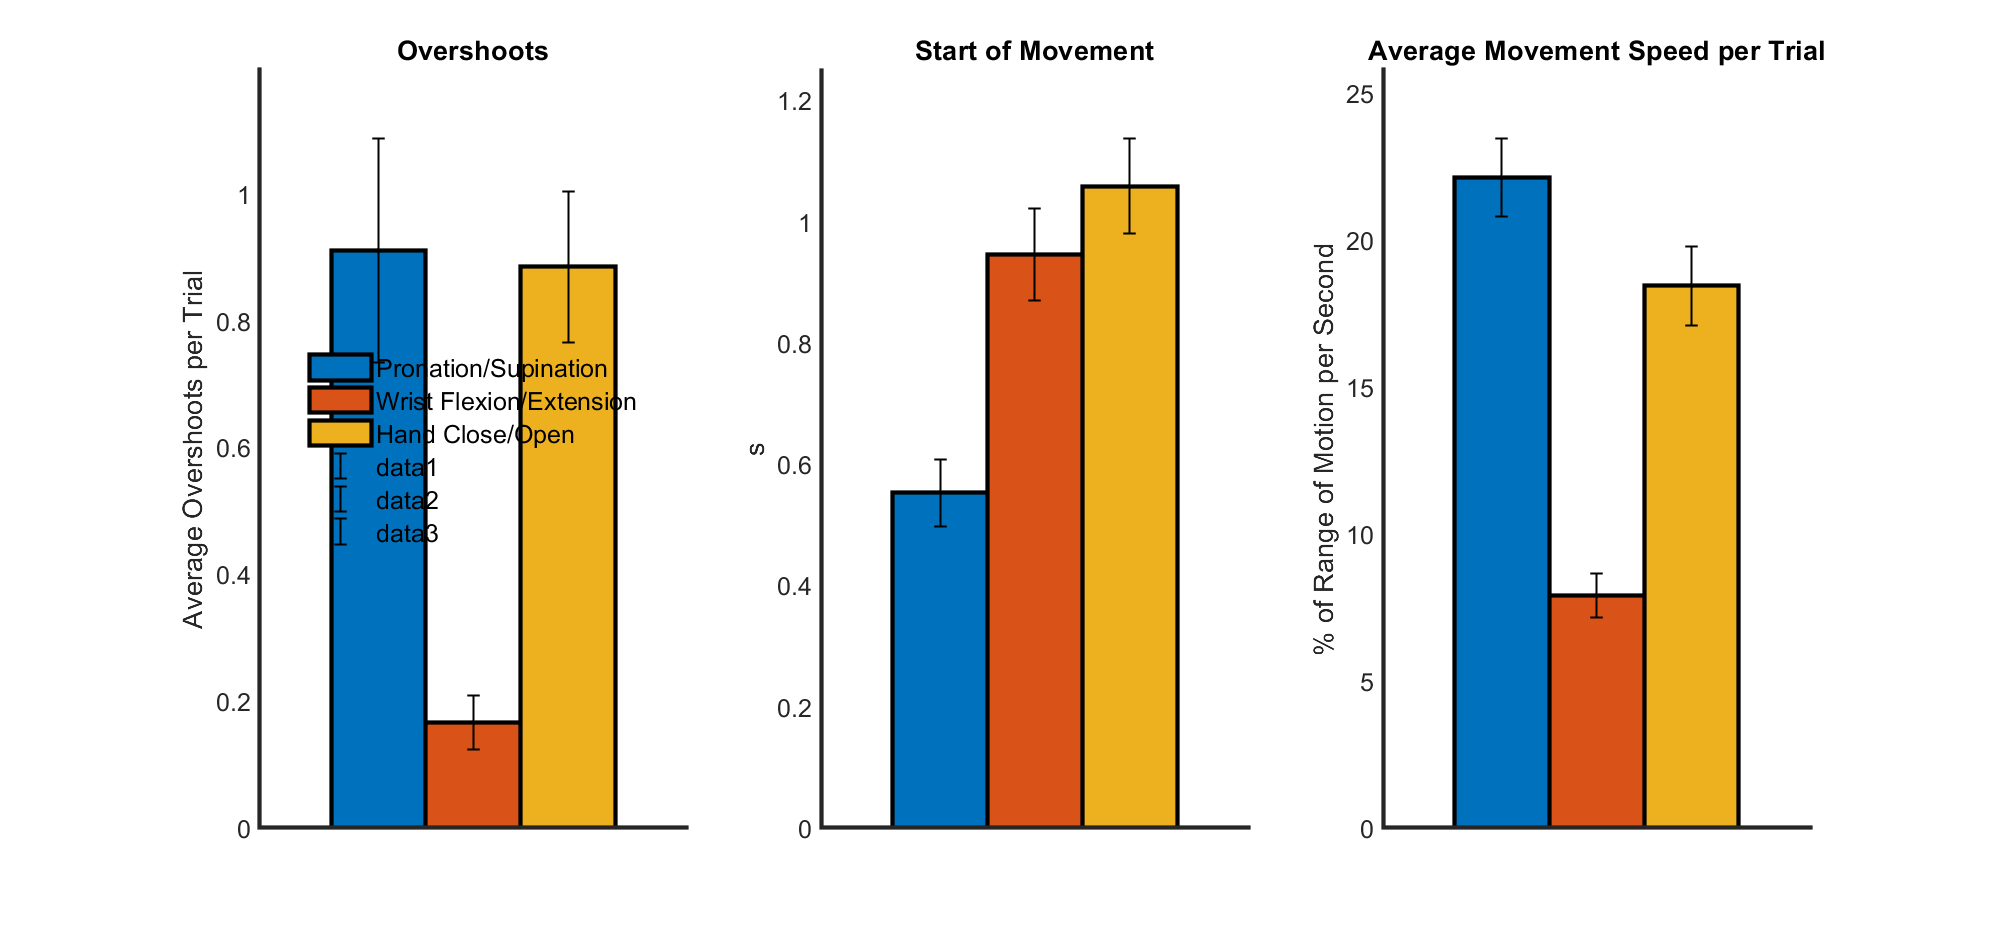 Overshoots
Average Overshoots per Trial
1
0.8
0.6
0.4
0.2
0
Pronation/Supination
Wrist Flexion/Extension
Hand Close/Open
data1
data2
data3
Start of Movement
s
1.2
1
0.8
0.6
0.4
0.2
0
Average Movement Speed per Trial
% of Range of Motion per Second
25
20
15
10
5
0